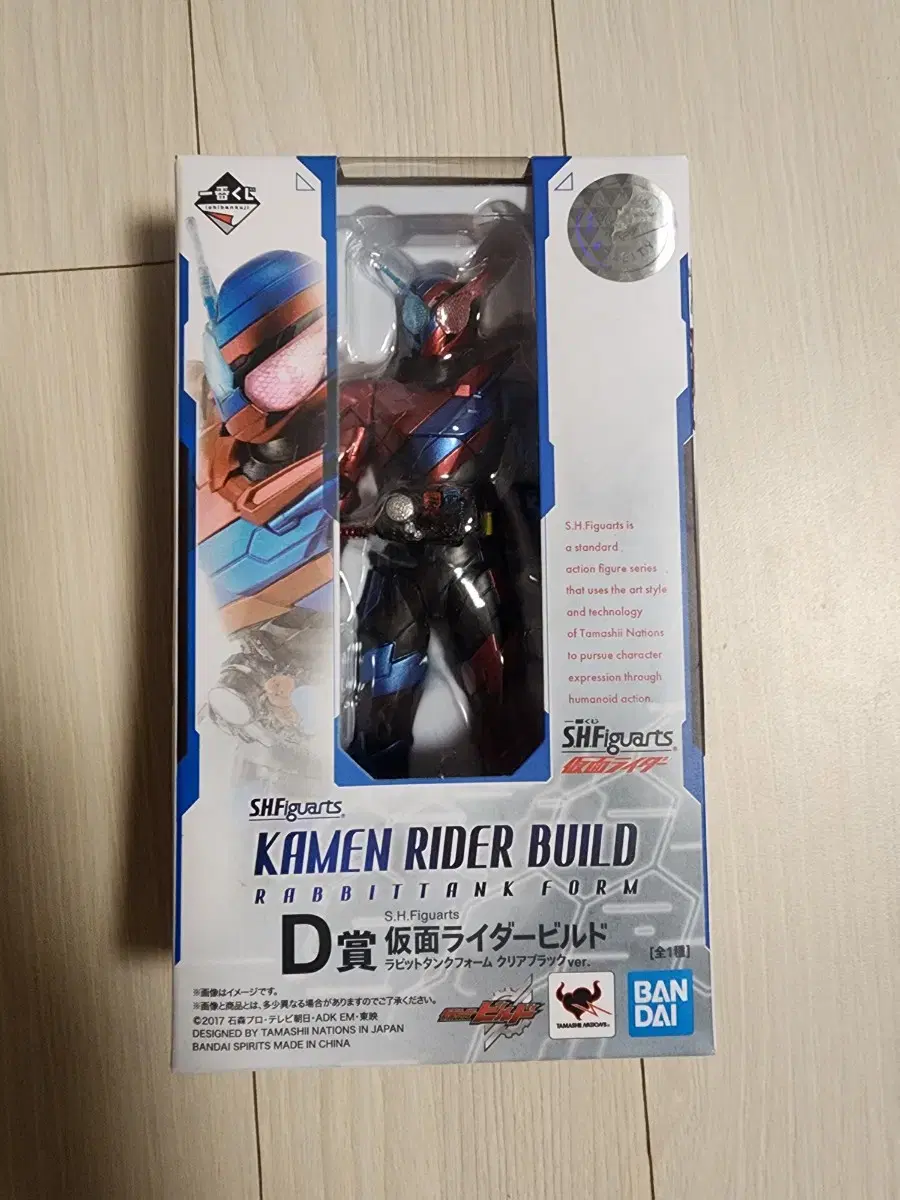 一番くじ
ichibankuji
S.H.Figuarts is
a standard
action figure series
that uses the art style
and technology
of Tamashii Nations
to pursue character
expression through
humanoid action.
一番くじ
S.H.Figuarts
仮面ライダー
S.H.Figuarts
KAMEN RIDER BUILD
RABBITTANK FORM
D賞
S.H.Figuarts
仮面ライダービルド
ラビットタンクフォーム クリアブラックver.
[全1種]
※画像はイメージです。
※画像と商品とは、多少異なる場合がありますのでご了承ください。
©2017 石森プロ・テレビ朝日・ADK EM・東映
DESIGNED BY TAMASHII NATIONS IN JAPAN
BANDAI SPIRITS MADE IN CHINA
仮面ライダービルド
TAMASHII NATIONS
BAN
DAI